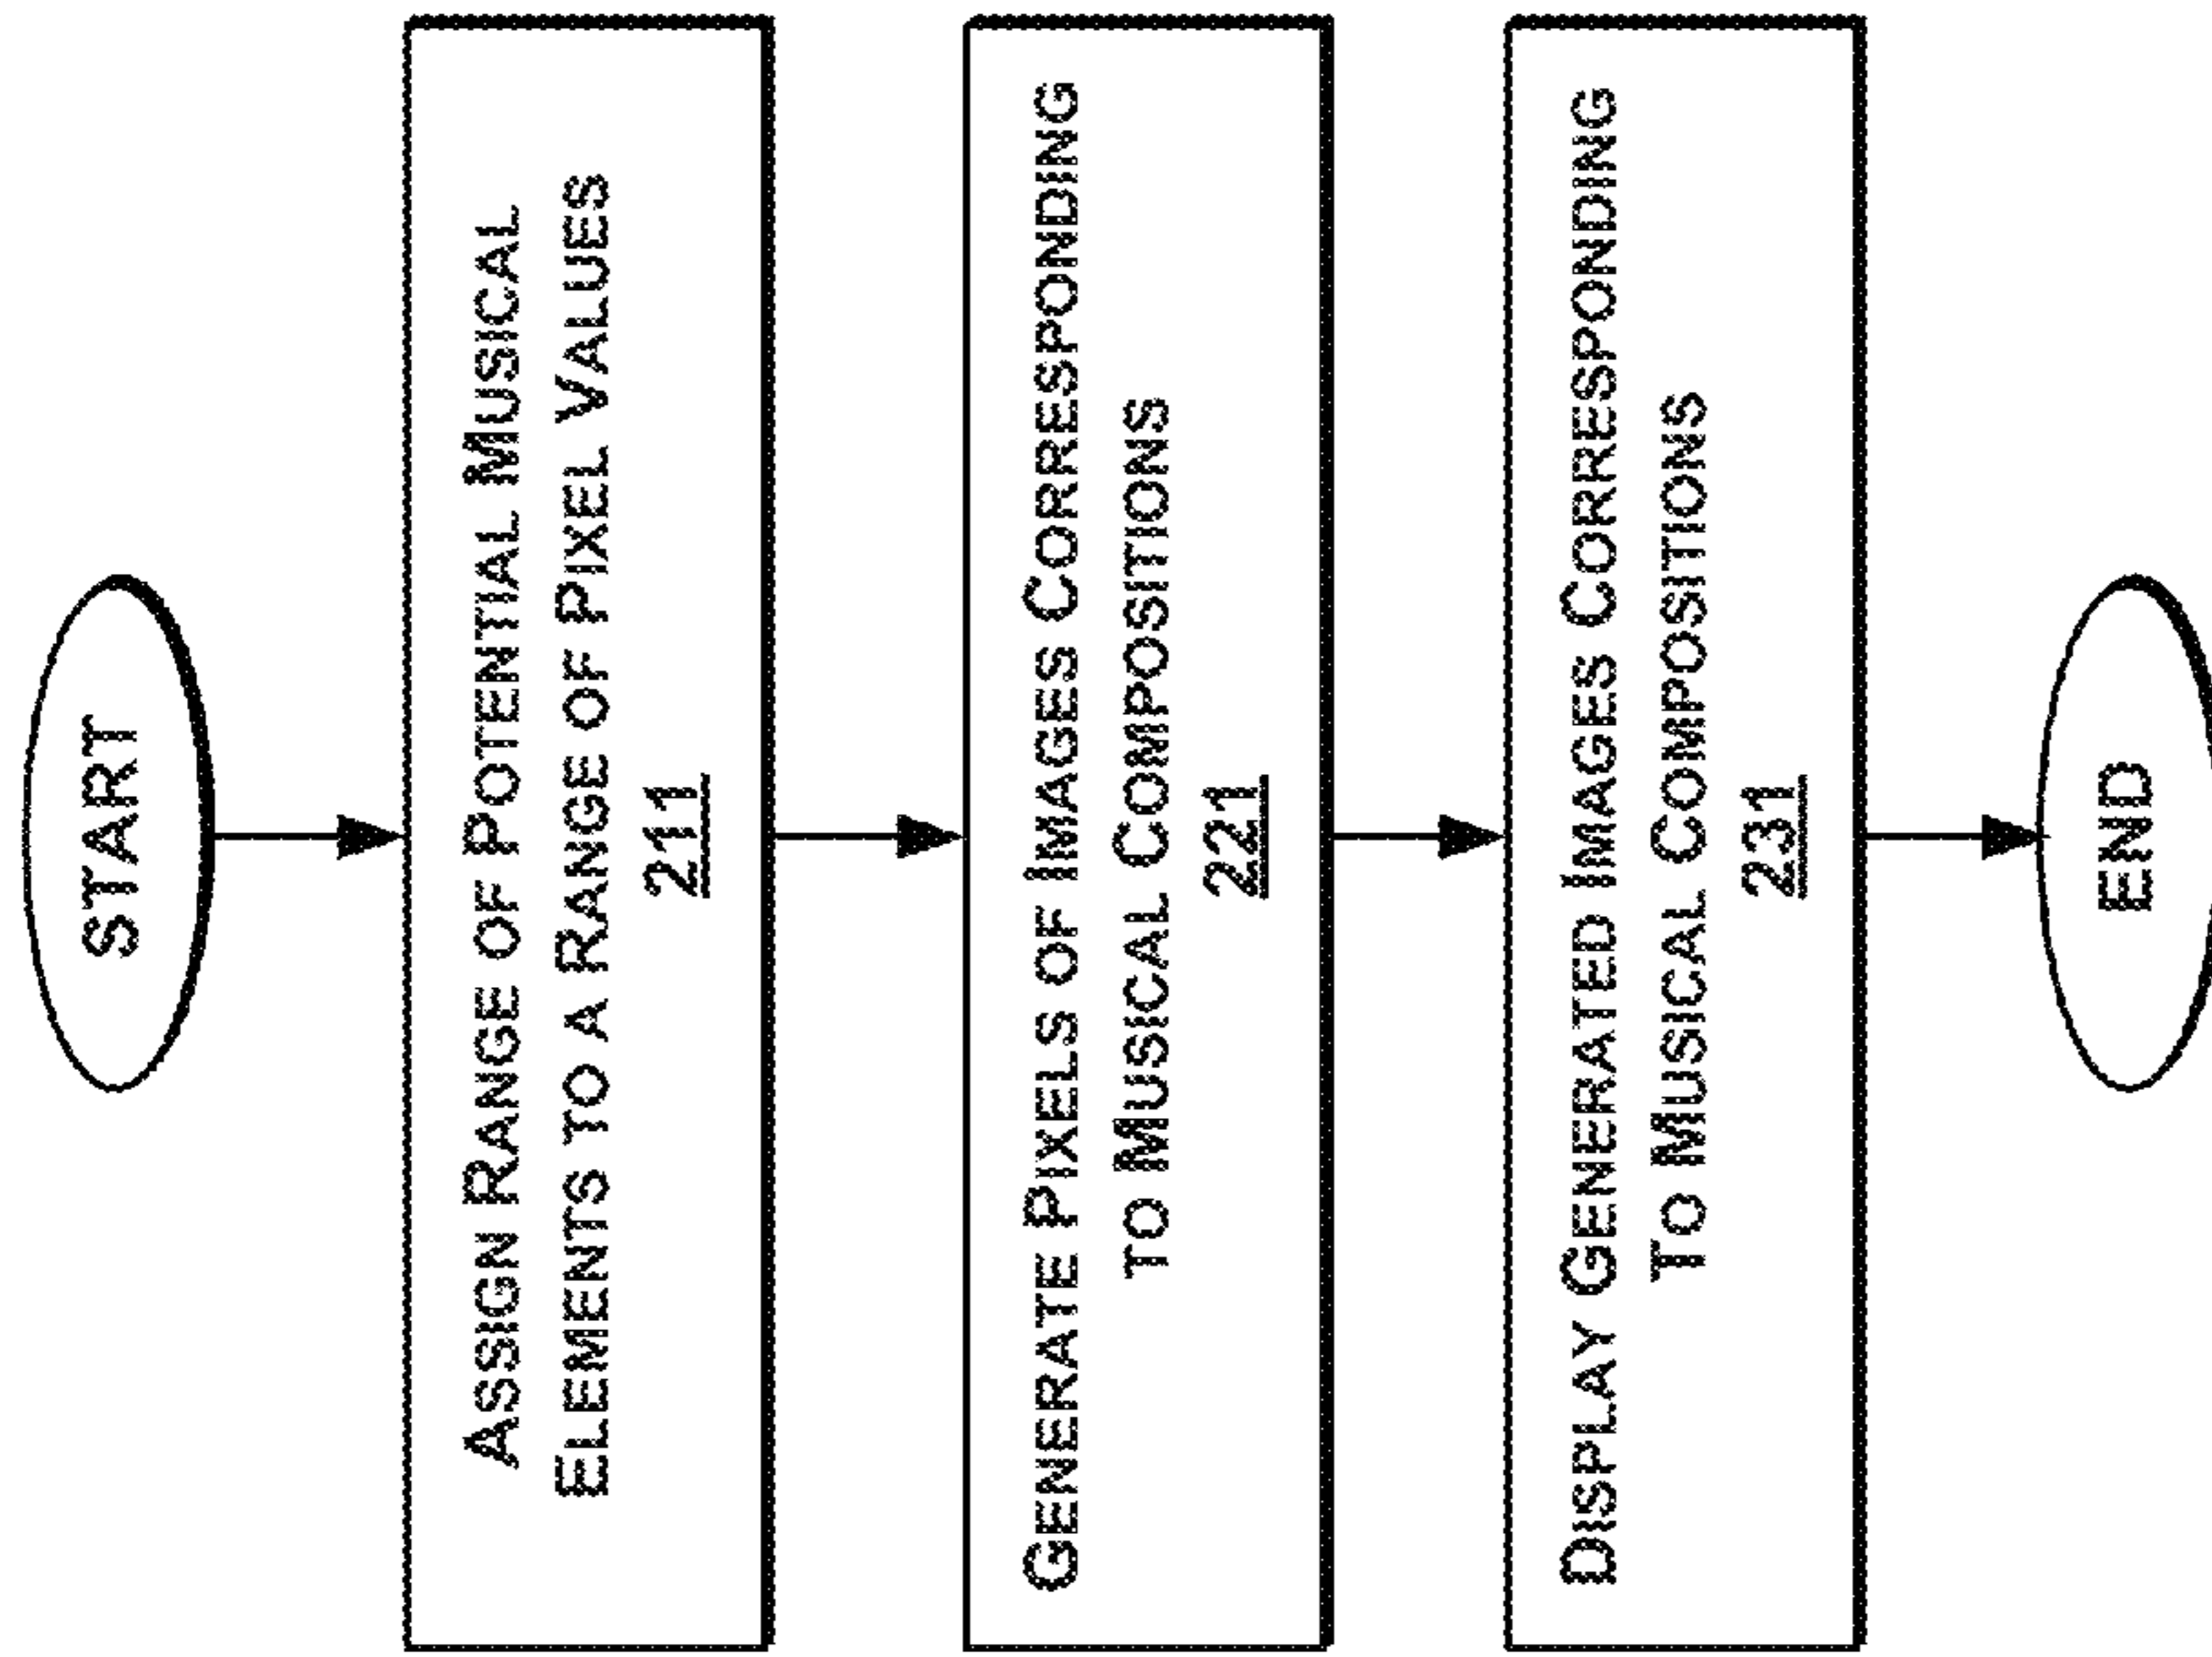 START
ASSIGN RANGE OF POTENTIAL MUSICAL
ELEMENTS TO A RANGE OF PIXEL VALUES
211
GENERATE PIXELS OF IMAGES CORRESPONDING
TO MUSICAL COMPOSITIONS
221
DISPLAY GENERATED IMAGES CORRESPONDING
TO MUSICAL COMPOSITIONS
231
END